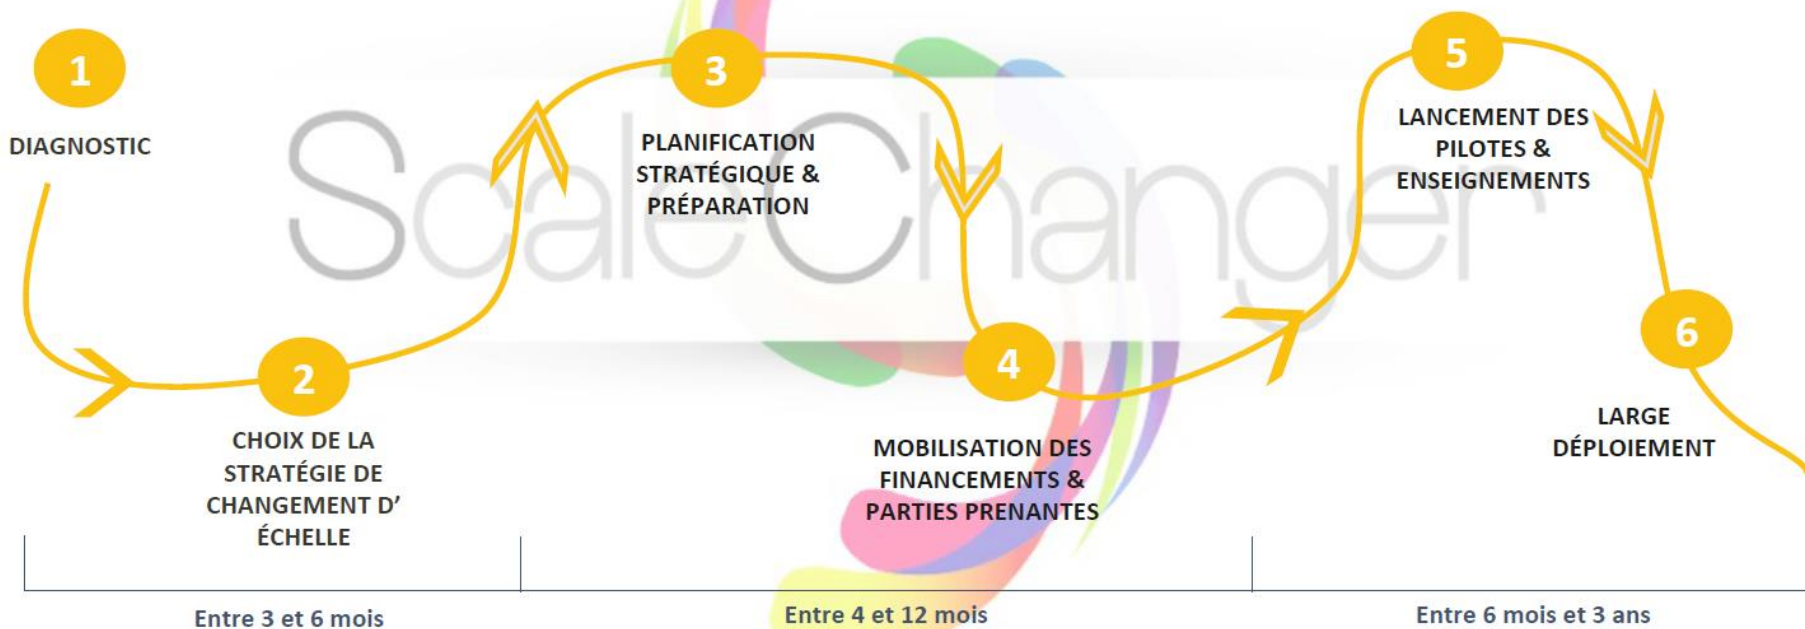 1
DIAGNOSTIC
2
CHOIX DE LA
STRATÉGIE DE
CHANGEMENT D’
ÉCHELLE
3
PLANIFICATION
STRATÉGIQUE &
PRÉPARATION
4
MOBILISATION DES
FINANCEMENTS &
PARTIES PRENANTES
5
LANCEMENT DES
PILOTES &
ENSEIGNEMENTS
6
LARGE
DÉPLOIEMENT
ScaleChanger
Entre 3 et 6 mois
Entre 4 et 12 mois
Entre 6 mois et 3 ans